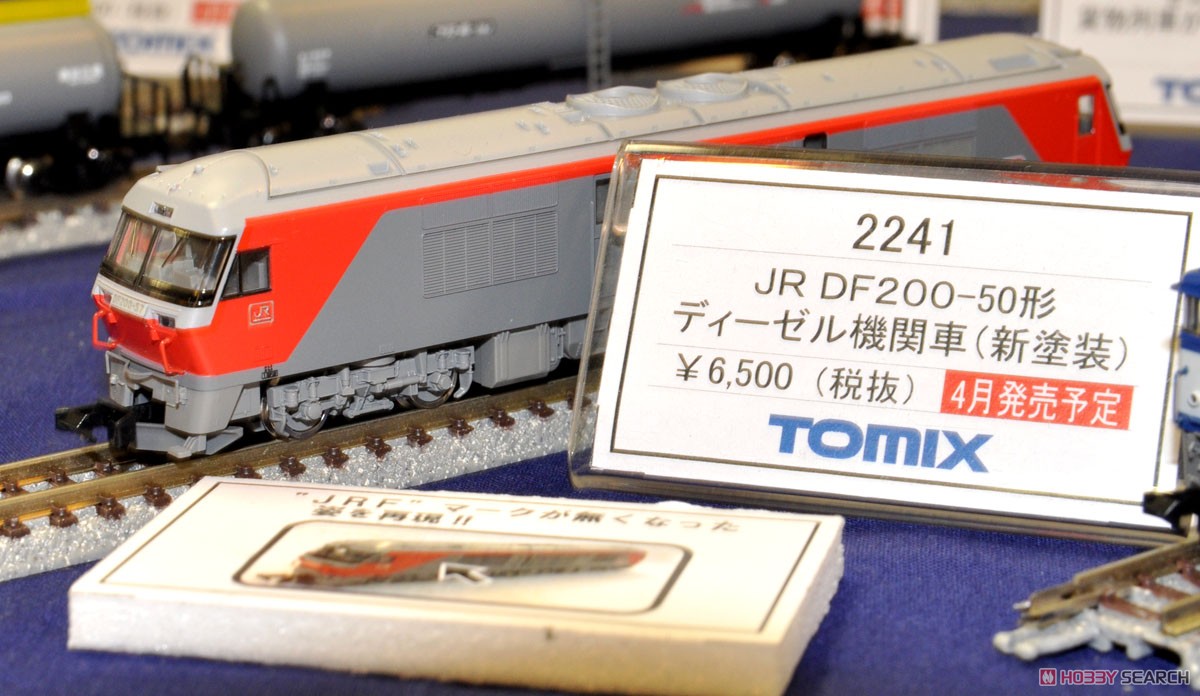 TOMIX
TOMIX
JR
2241
JR DF200-50形
ディーゼル機関車(新塗装)
￥6,500 (税抜) 4月発売予定
TOMIX
"JRF"マークが無くなった
姿を再現!!
HOBBY SEARCH